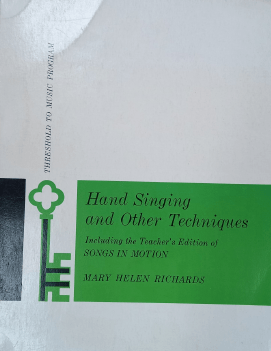 THRESHOLD TO MUSIC PROGRAM
Hand Singing
and Other Techniques
Including the Teacher's Edition of
SONGS IN MOTION
MARY HELEN RICHARDS